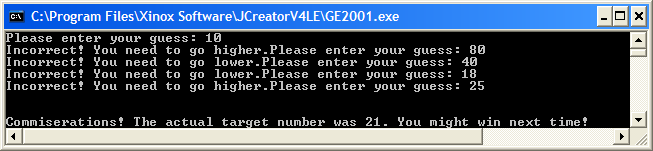 C:\Program Files\Xinox Software\JCreatorV4LE\GE2001.exe
Please enter your guess: 10
Incorrect! You need to go higher.Please enter your guess: 80
Incorrect! You need to go lower.Please enter your guess: 40
Incorrect! You need to go lower.Please enter your guess: 18
Incorrect! You need to go higher.Please enter your guess: 25
Commiserations! The actual target number was 21. You might win next time!